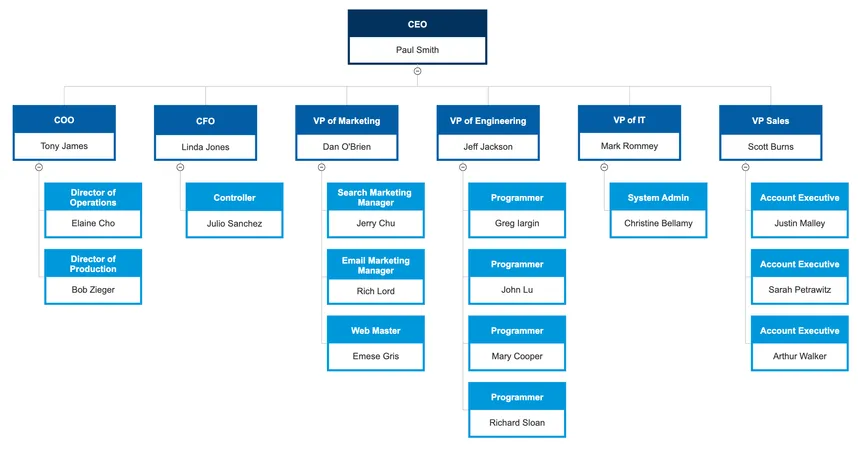 CEO
Paul Smith
COO
Tony James
CFO
Linda Jones
VP of Marketing
Dan O'Brien
VP of Engineering
Jeff Jackson
VP of IT
Mark Rommey
VP Sales
Scott Burns
Director of
Operations
Elaine Cho
Director of
Production
Bob Zieger
Controller
Julio Sanchez
Search Marketing
Manager
Jerry Chu
Email Marketing
Manager
Rich Lord
Web Master
Emese Gris
Programmer
Greg Iargin
Programmer
John Lu
Programmer
Mary Cooper
Programmer
Richard Sloan
System Admin
Christine Bellamy
Account Executive
Justin Malley
Account Executive
Sarah Petrawitz
Account Executive
Arthur Walker